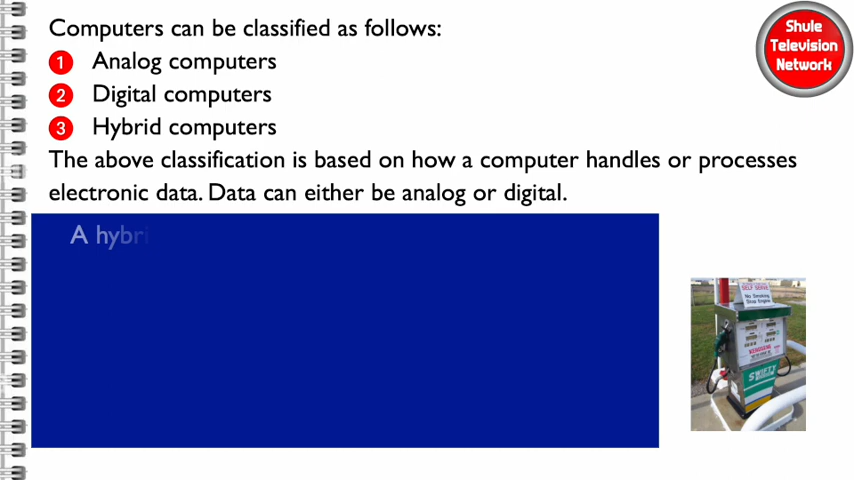 Computers can be classified as follows:
1 Analog computers
2 Digital computers
3 Hybrid computers
The above classification is based on how a computer handles or processes
electronic data. Data can either be analog or digital.
A hybri
Shule
Television
Network
SELF SERVE
No Smoking
Stop Engine
SWIFTY